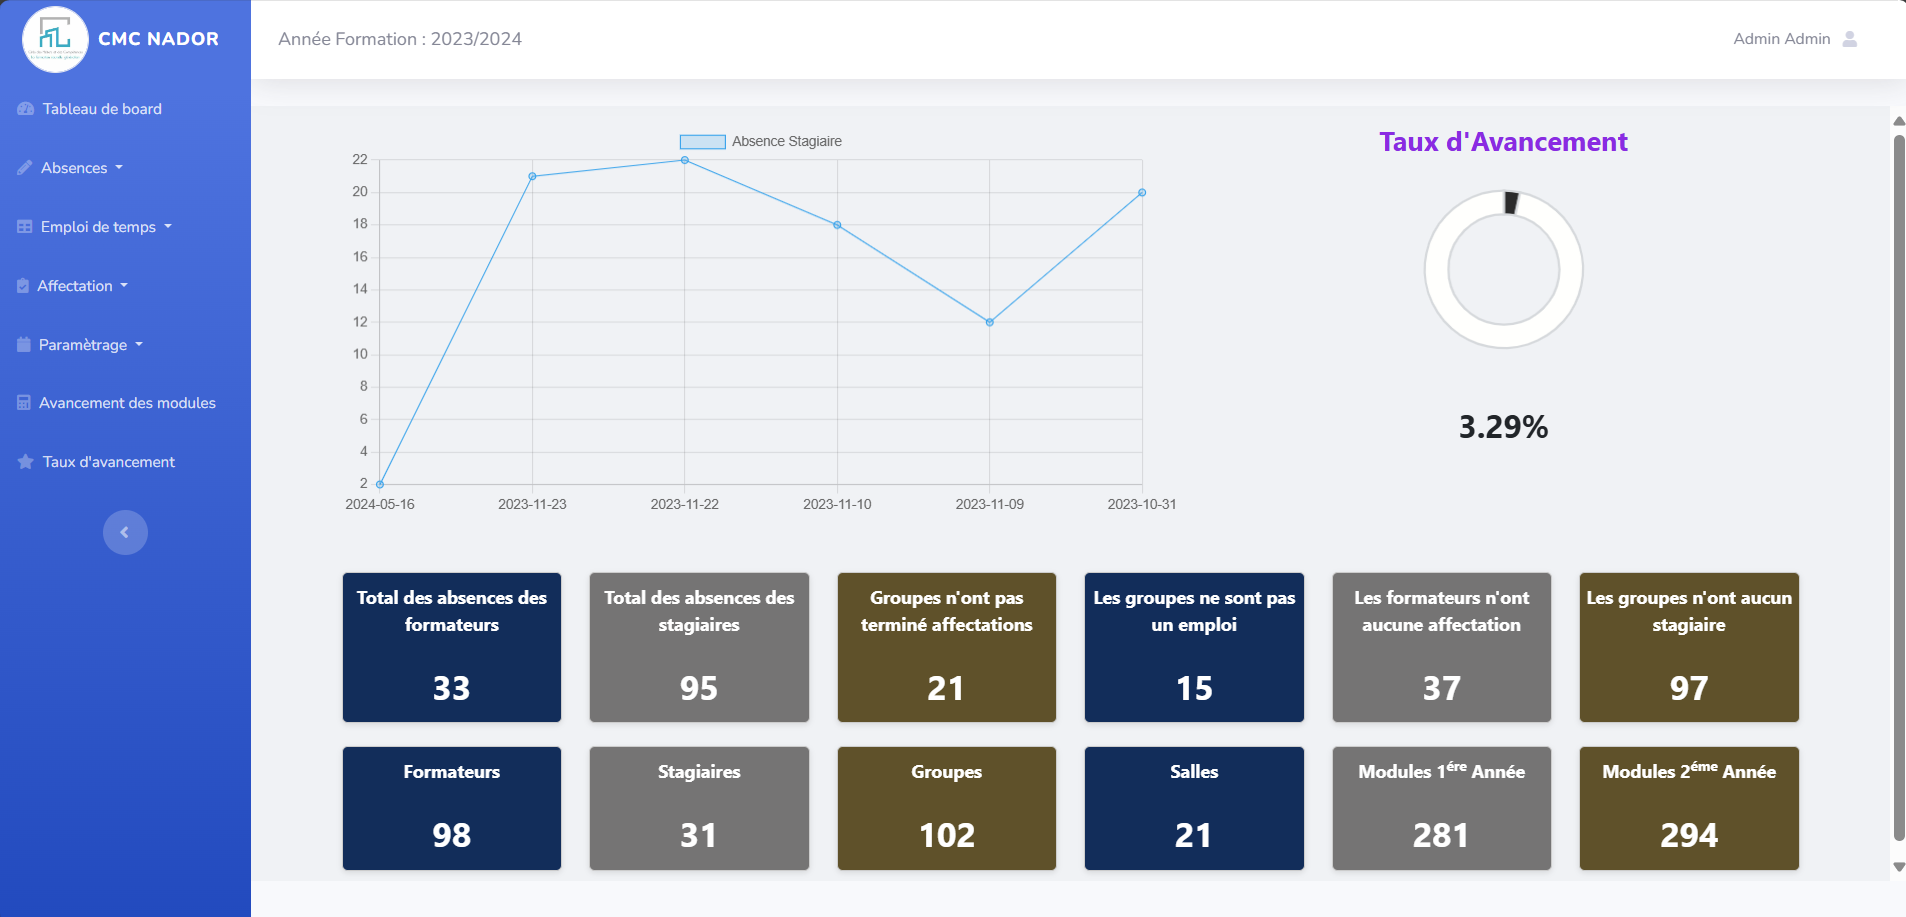 CMC NADOR
Année Formation : 2023/2024
Admin Admin
Tableau de board
Absences
Emploi de temps
Affectation
Paramètrage
Avancement des modules
Taux d'avancement
Absence Stagiaire
22
20
18
16
14
12
10
8
6
4
2
2024-05-16 2023-11-23 2023-11-22 2023-11-10 2023-11-09 2023-10-31
Taux d'Avancement
3.29%
Total des absences des
formateurs
33
Total des absences des
stagiaires
95
Groupes n'ont pas
terminé affectations
21
Les groupes ne sont pas
un emploi
15
Les formateurs n'ont
aucune affectation
37
Les groupes n'ont aucun
stagiaire
97
Formateurs
98
Stagiaires
31
Groupes
102
Salles
21
Modules 1ére Année
281
Modules 2éme Année
294